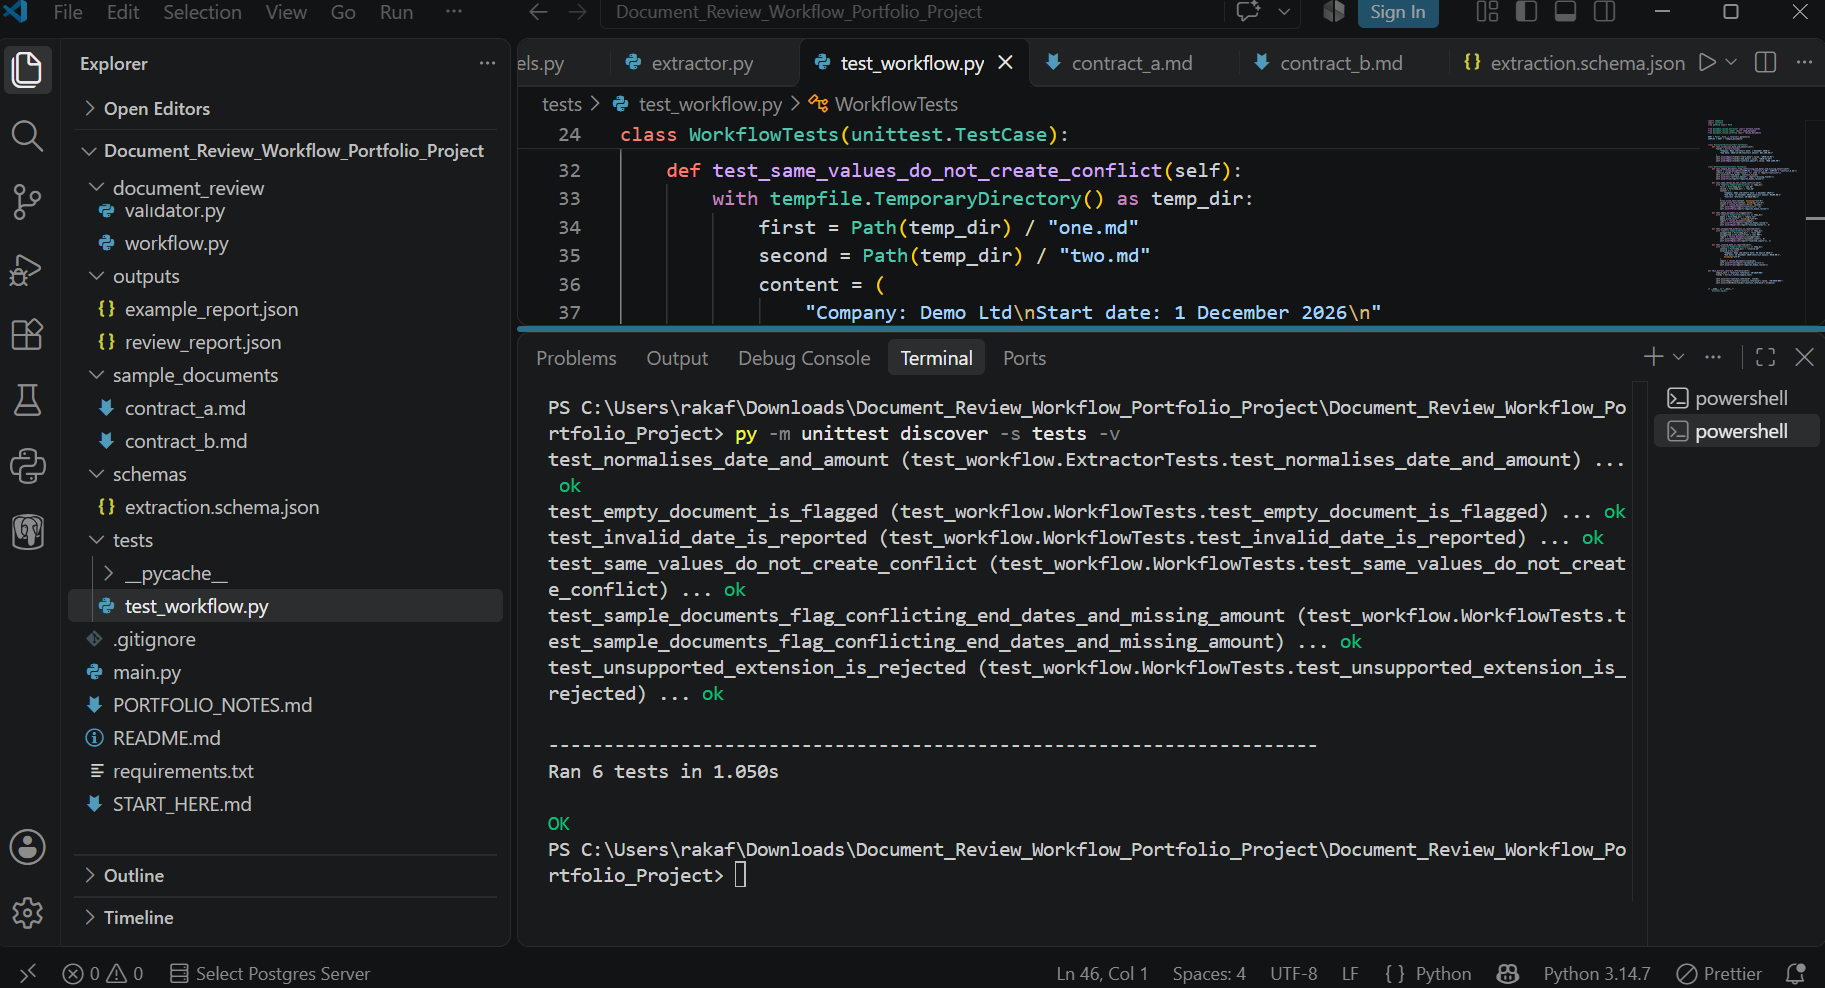 File Edit Selection View Go Run ···
Document_Review_Workflow_Portfolio_Project
Sign In
Explorer
Open Editors
Document_Review_Workflow_Portfolio_Project
document_review
validator.py
workflow.py
outputs
{} example_report.json
{} review_report.json
sample_documents
contract_a.md
contract_b.md
schemas
{} extraction.schema.json
tests
__pycache__
test_workflow.py
.gitignore
main.py
PORTFOLIO_NOTES.md
README.md
requirements.txt
START_HERE.md
Outline
Timeline
els.py extractor.py test_workflow.py contract_a.md contract_b.md {} extraction.schema.json
tests > test_workflow.py > WorkflowTests
24 class WorkflowTests(unittest.TestCase):
32 def test_same_values_do_not_create_conflict(self):
33 with tempfile.TemporaryDirectory() as temp_dir:
34 first = Path(temp_dir) / "one.md"
35 second = Path(temp_dir) / "two.md"
36 content = (
37 "Company: Demo Ltd\nStart date: 1 December 2026\n"
Problems Output Debug Console Terminal Ports
PS C:\Users\rakaf\Downloads\Document_Review_Workflow_Portfolio_Project\Document_Review_Workflow_Po
rtfolio_Project> py -m unittest discover -s tests -v
test_normalises_date_and_amount (test_workflow.ExtractorTests.test_normalises_date_and_amount) ...
ok
test_empty_document_is_flagged (test_workflow.WorkflowTests.test_empty_document_is_flagged) ... ok
test_invalid_date_is_reported (test_workflow.WorkflowTests.test_invalid_date_is_reported) ... ok
test_same_values_do_not_create_conflict (test_workflow.WorkflowTests.test_same_values_do_not_creat
e_conflict) ... ok
test_sample_documents_flag_conflicting_end_dates_and_missing_amount (test_workflow.WorkflowTests.t
est_sample_documents_flag_conflicting_end_dates_and_missing_amount) ... ok
test_unsupported_extension_is_rejected (test_workflow.WorkflowTests.test_unsupported_extension_is_
rejected) ... ok
----------------------------------------------------------------------
Ran 6 tests in 1.050s
OK
PS C:\Users\rakaf\Downloads\Document_Review_Workflow_Portfolio_Project\Document_Review_Workflow_Po
rtfolio_Project>
powershell
powershell
0 0 Select Postgres Server
Ln 46, Col 1 Spaces: 4 UTF-8 LF {} Python Python 3.14.7 Prettier